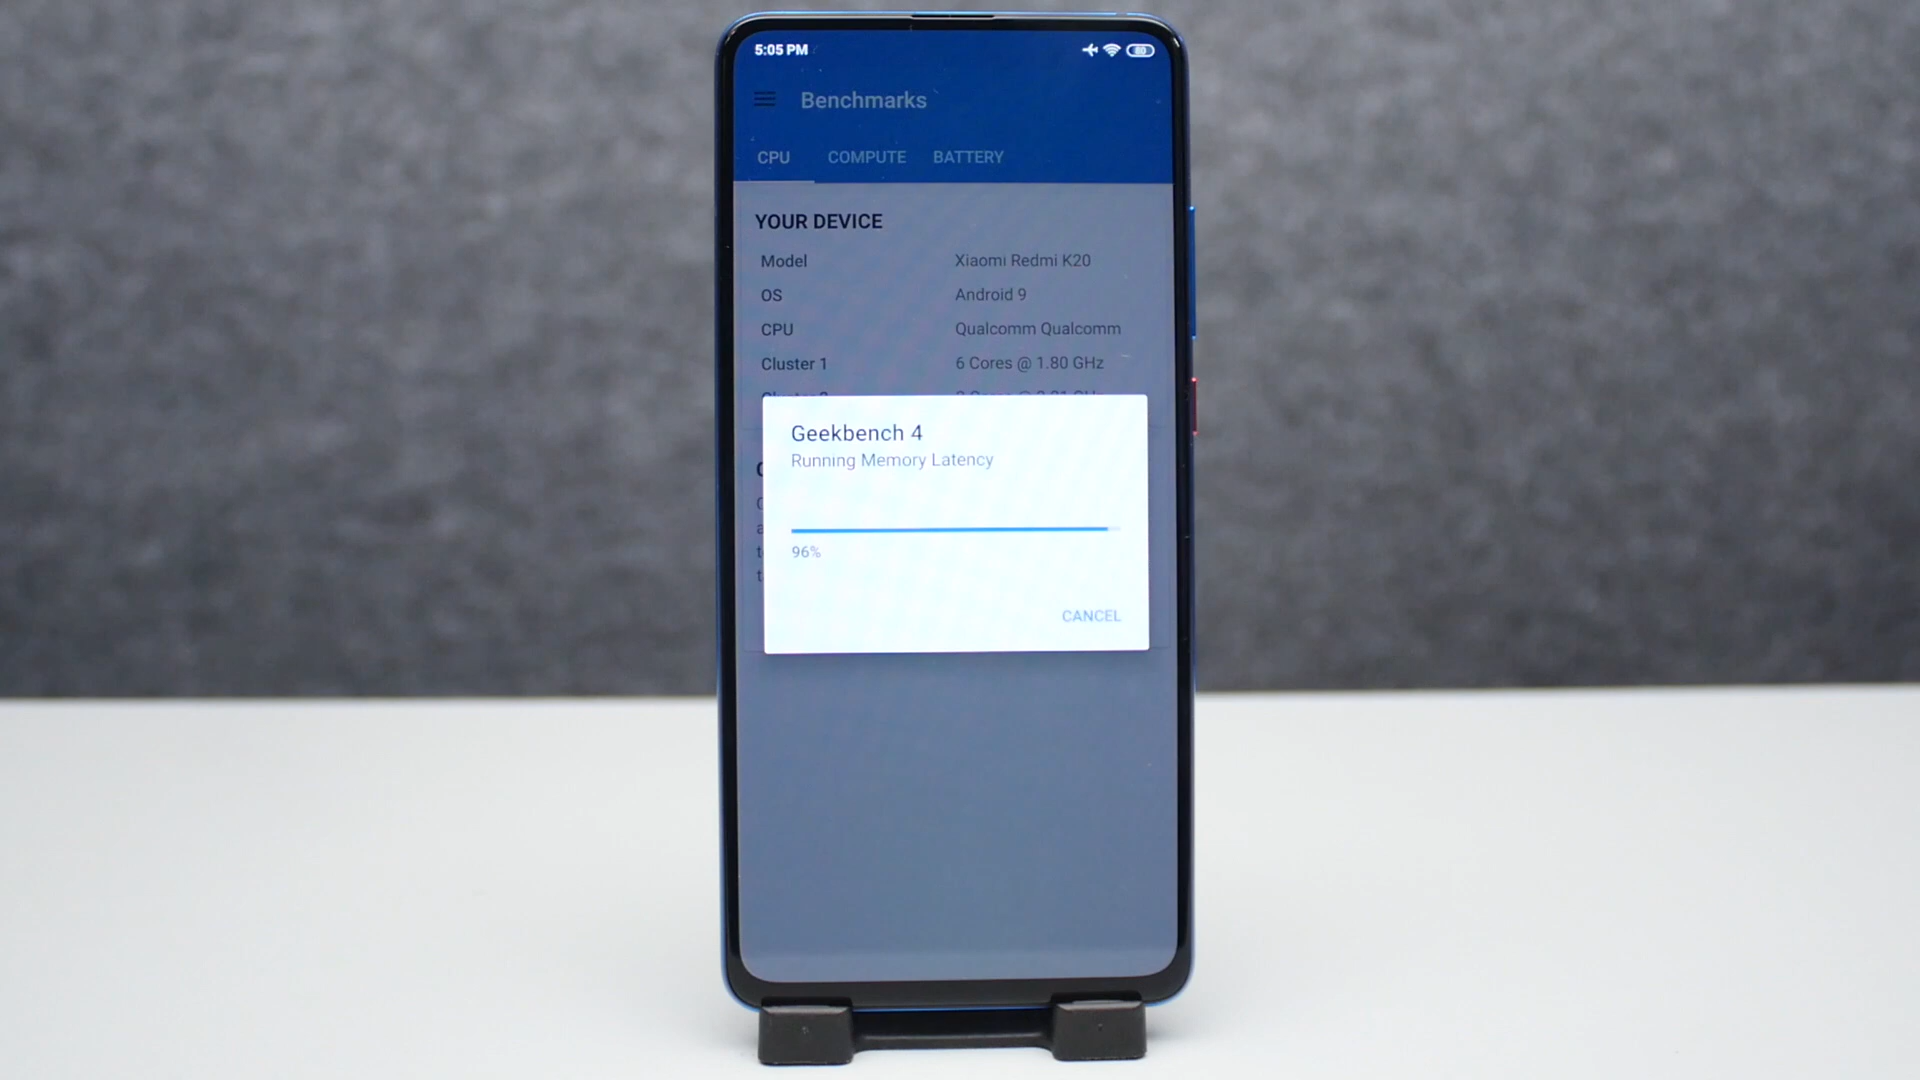 5:05 PM 80
Benchmarks
CPU COMPUTE BATTERY
YOUR DEVICE
Model Xiaomi Redmi K20
OS Android 9
CPU Qualcomm Qualcomm
Cluster 1 6 Cores @ 1.80 GHz
Geekbench 4
Running Memory Latency
96%
CANCEL